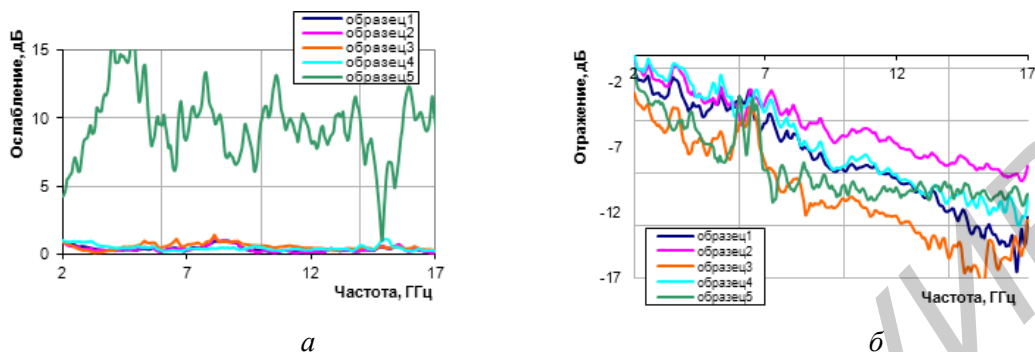 образец1
образец2
образец3
образец4
образец5
Ослабление, дБ
15
10
5
0
2
7
12
17
Частота, ГГц
а
Отражение, дБ
2
7
12
17
-2
-7
-12
-17
образец1
образец2
образец3
образец4
образец5
Частота, ГГц
б